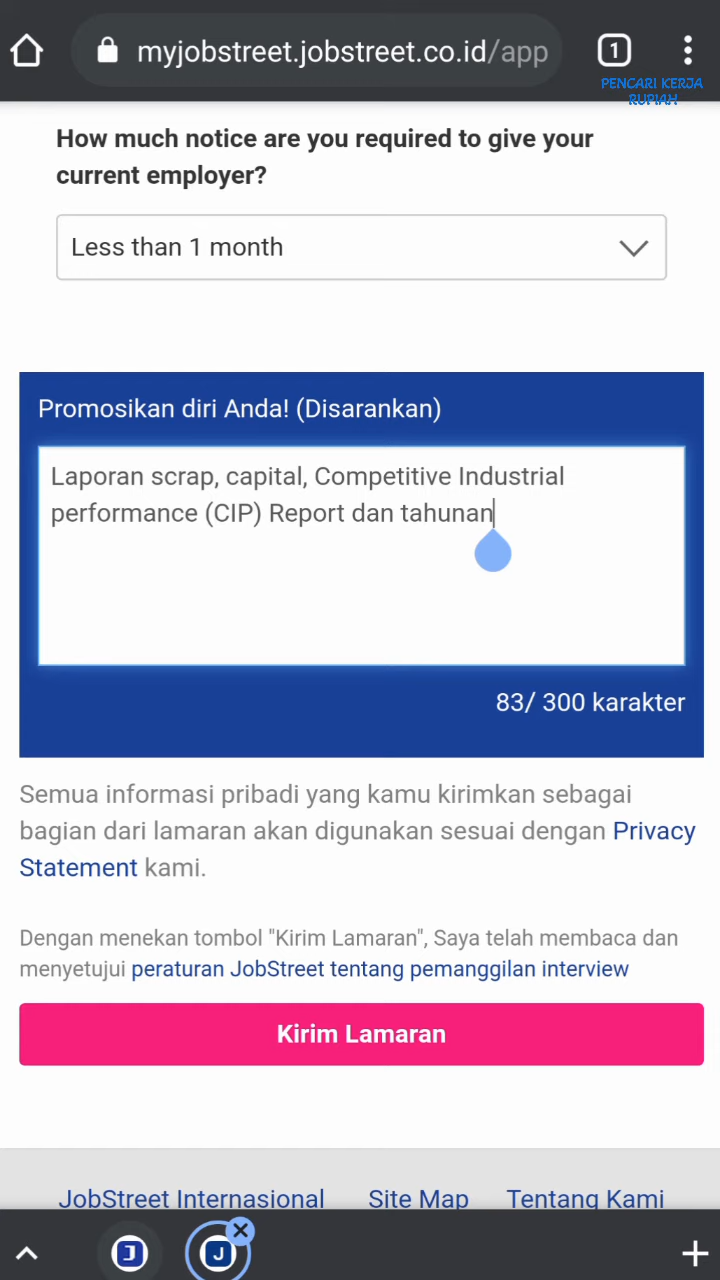 myjobstreet.jobstreet.co.id/app
1
PENCARI KERJA
RUPIAH
How much notice are you required to give your
current employer?
Less than 1 month
Promosikan diri Anda! (Disarankan)
Laporan scrap, capital, Competitive Industrial
performance (CIP) Report dan tahunan
83/ 300 karakter
Semua informasi pribadi yang kamu kirimkan sebagai
bagian dari lamaran akan digunakan sesuai dengan Privacy
Statement kami.
Dengan menekan tombol "Kirim Lamaran", Saya telah membaca dan
menyetujui peraturan JobStreet tentang pemanggilan interview
Kirim Lamaran
JobStreet Internasional Site Map Tentang Kami
J J